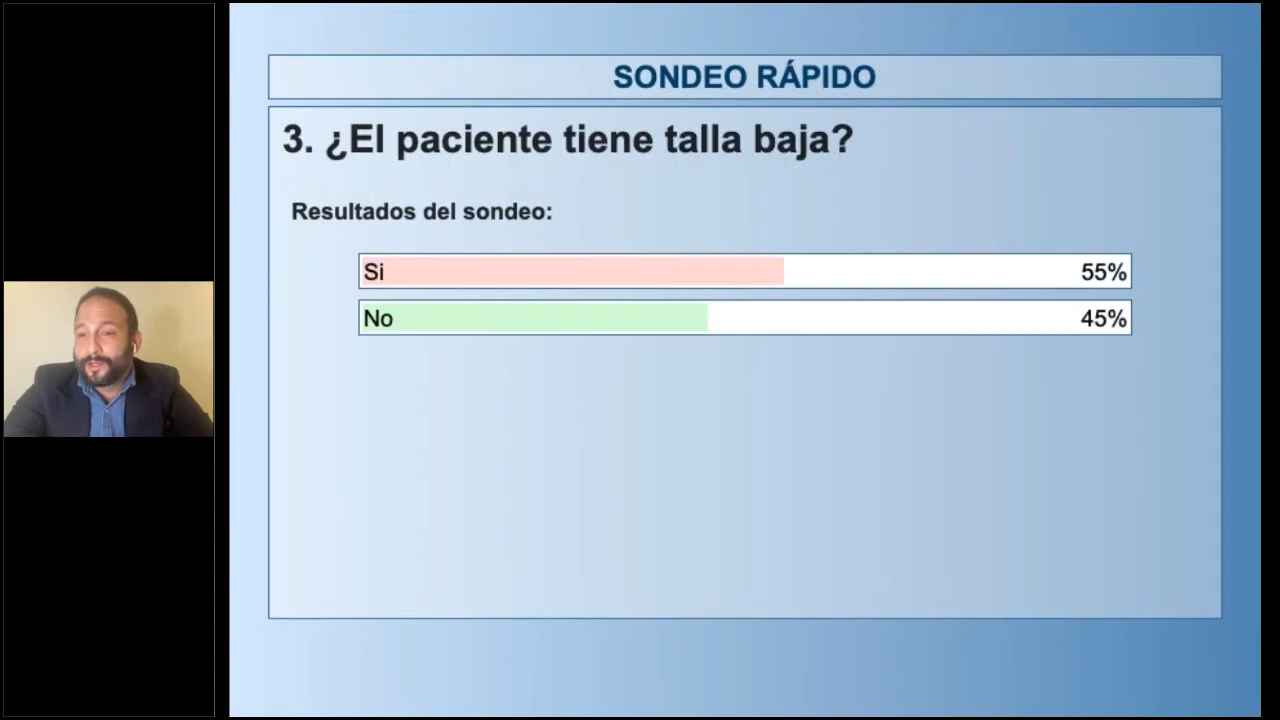 SONDEO RÁPIDO
3. ¿El paciente tiene talla baja?
Resultados del sondeo:
Si 55%
No 45%